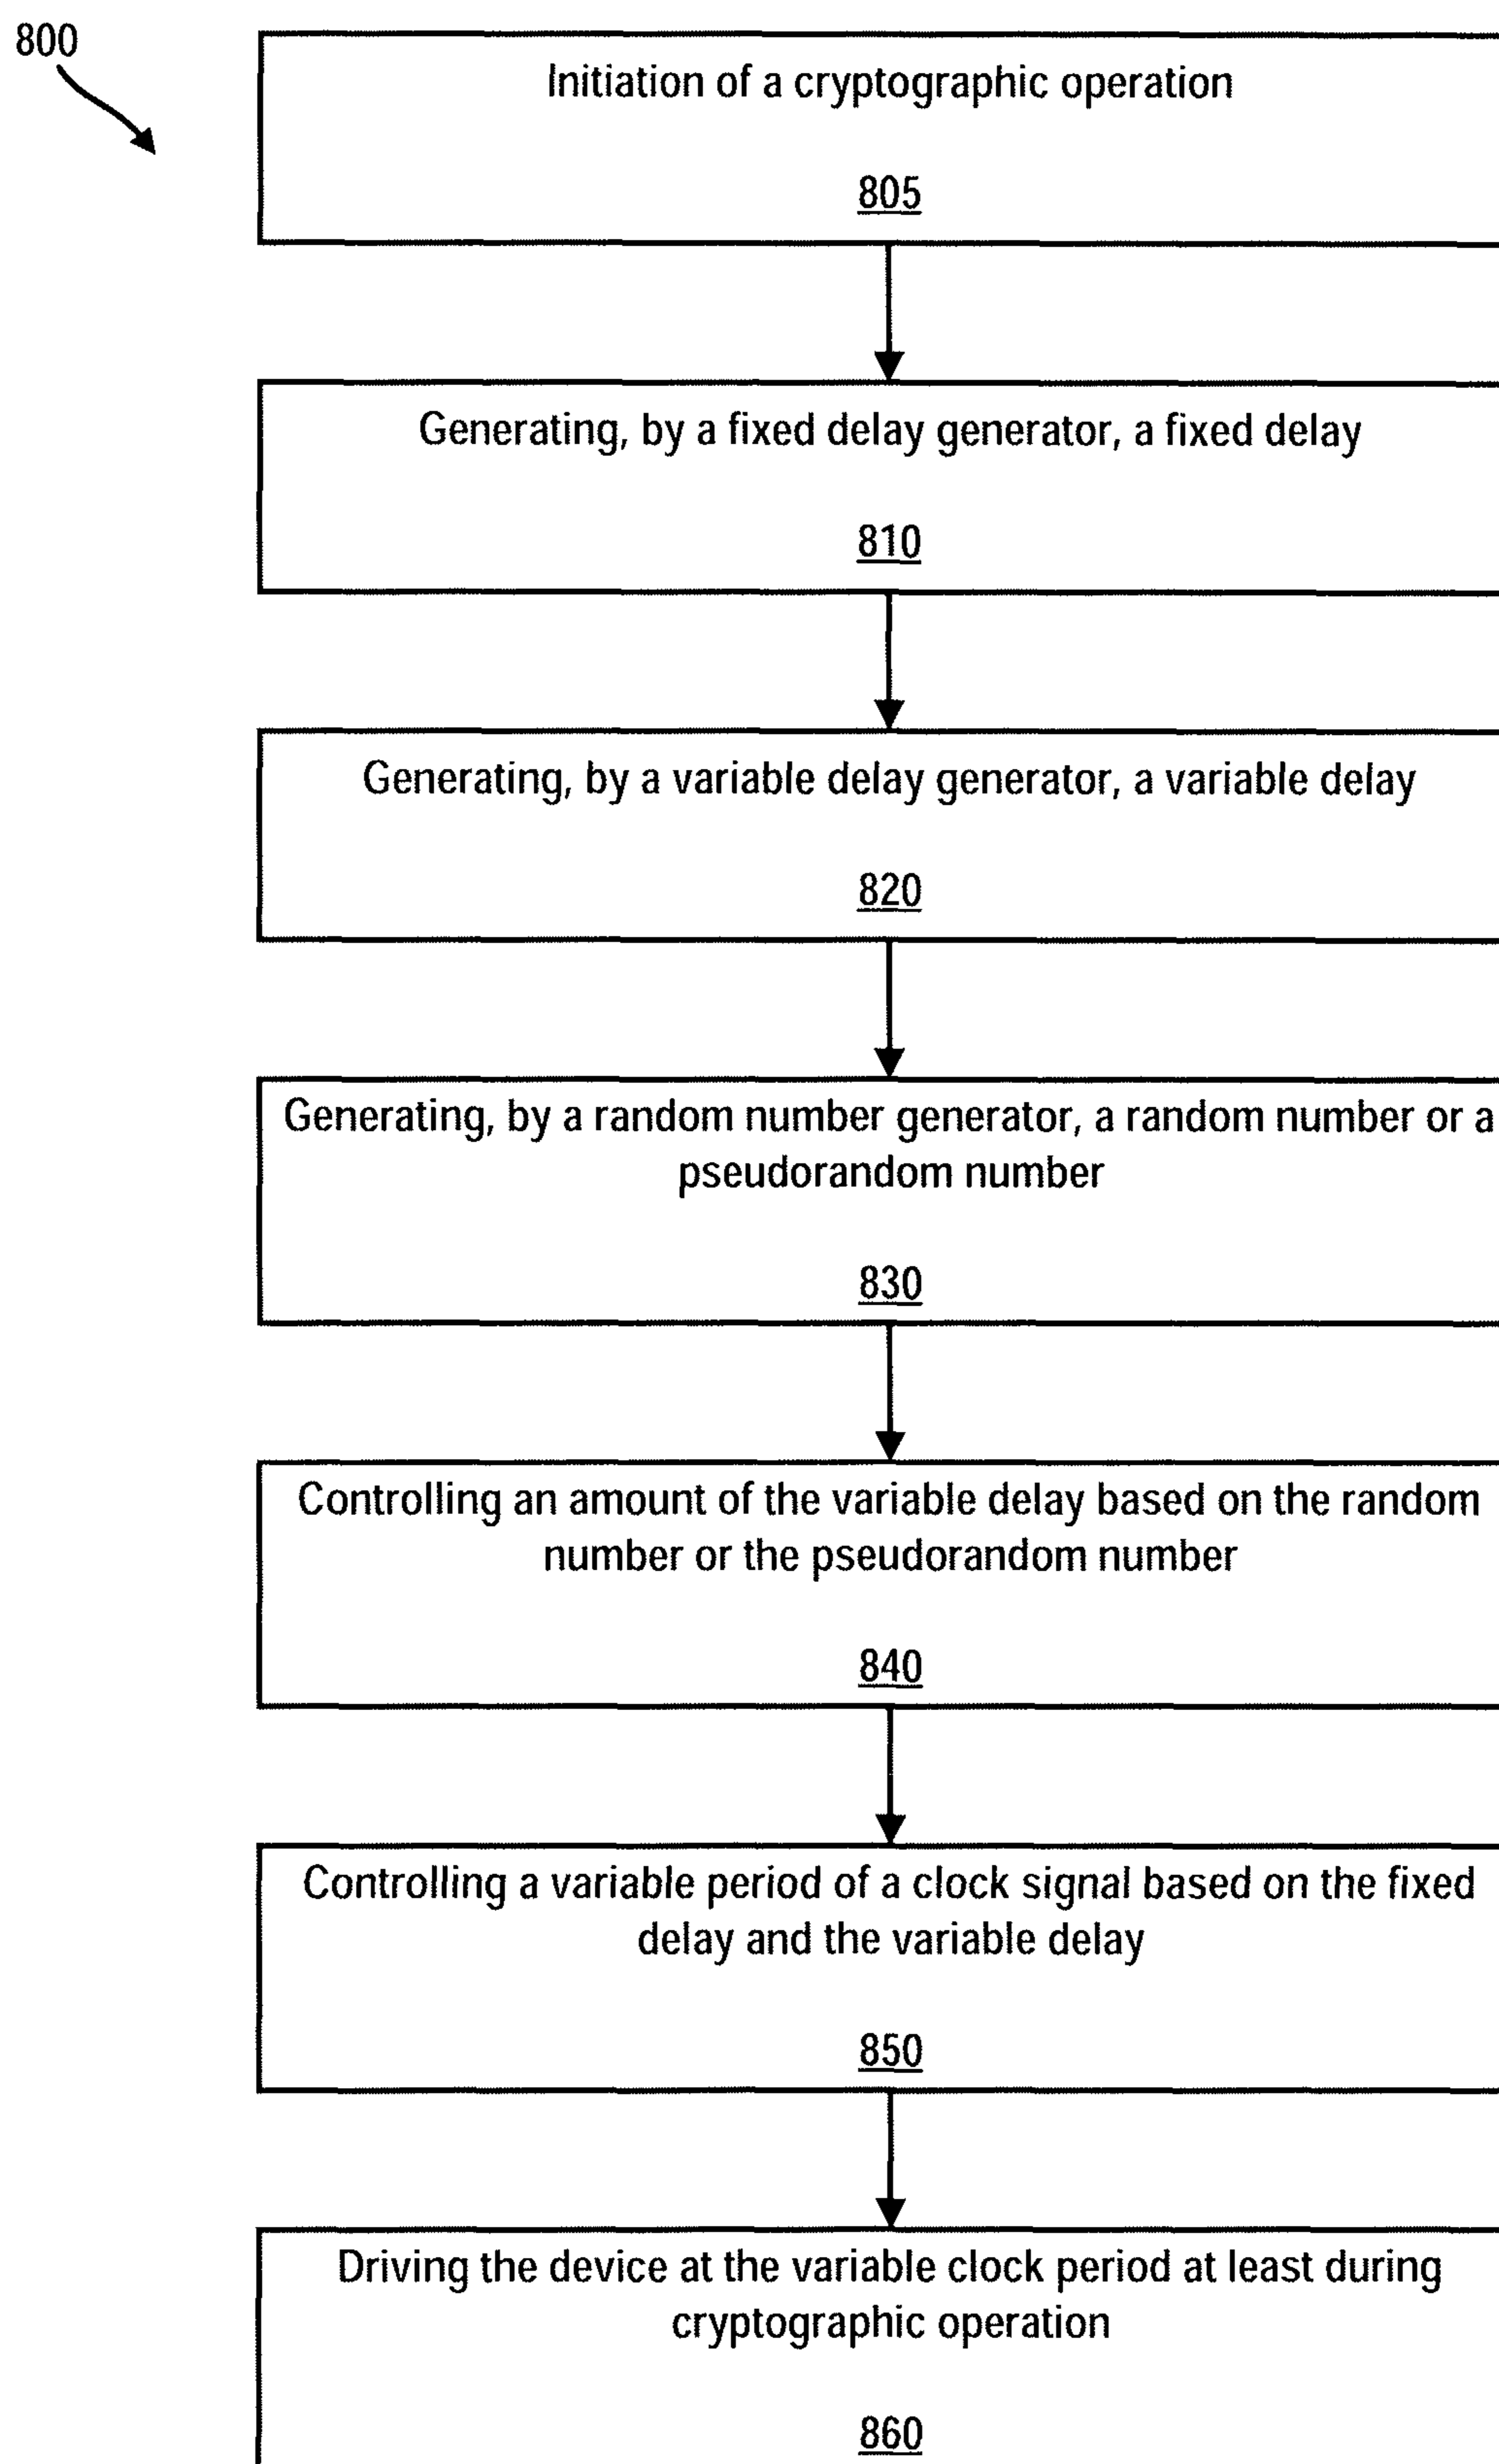 800
Initiation of a cryptographic operation
805
Generating, by a fixed delay generator, a fixed delay
810
Generating, by a variable delay generator, a variable delay
820
Generating, by a random number generator, a random number or a
pseudorandom number
830
Controlling an amount of the variable delay based on the random
number or the pseudorandom number
840
Controlling a variable period of a clock signal based on the fixed
delay and the variable delay
850
Driving the device at the variable clock period at least during
cryptographic operation
860